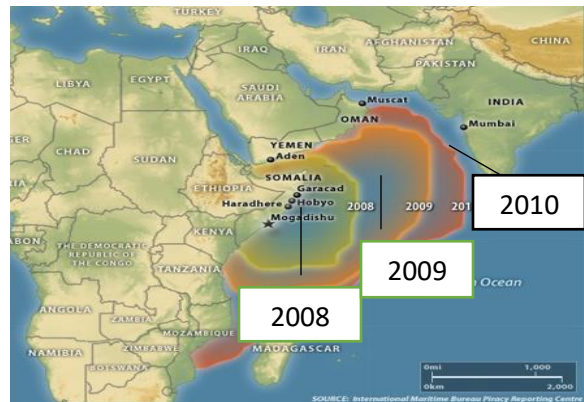 TURKEY
IRAQ
IRAN
AFGHANISTAN
CHINA
PAKISTAN
LIBYA
EGYPT
SAUDI
ARABIA
Muscat
OMAN
INDIA
Mumbai
CHAD
SUDAN
YEMEN
Aden
ETHIOPIA
SOMALIA
Garacad
Hobyo
Haradhere
Mogadishu
2008
2009
2010
KENYA
THE DEMOCRATIC
REPUBLIC OF
THE CONGO
TANZANIA
2009
Ocean
2008
ANGOLA
ZAMBIA
MOZAMBIQUE
ZIMBABWE
MADAGASCAR
NAMIBIA
BOTSWANA
0mi 1,000
0km 2,000
SOURCE: International Maritime Bureau Piracy Reporting Centre